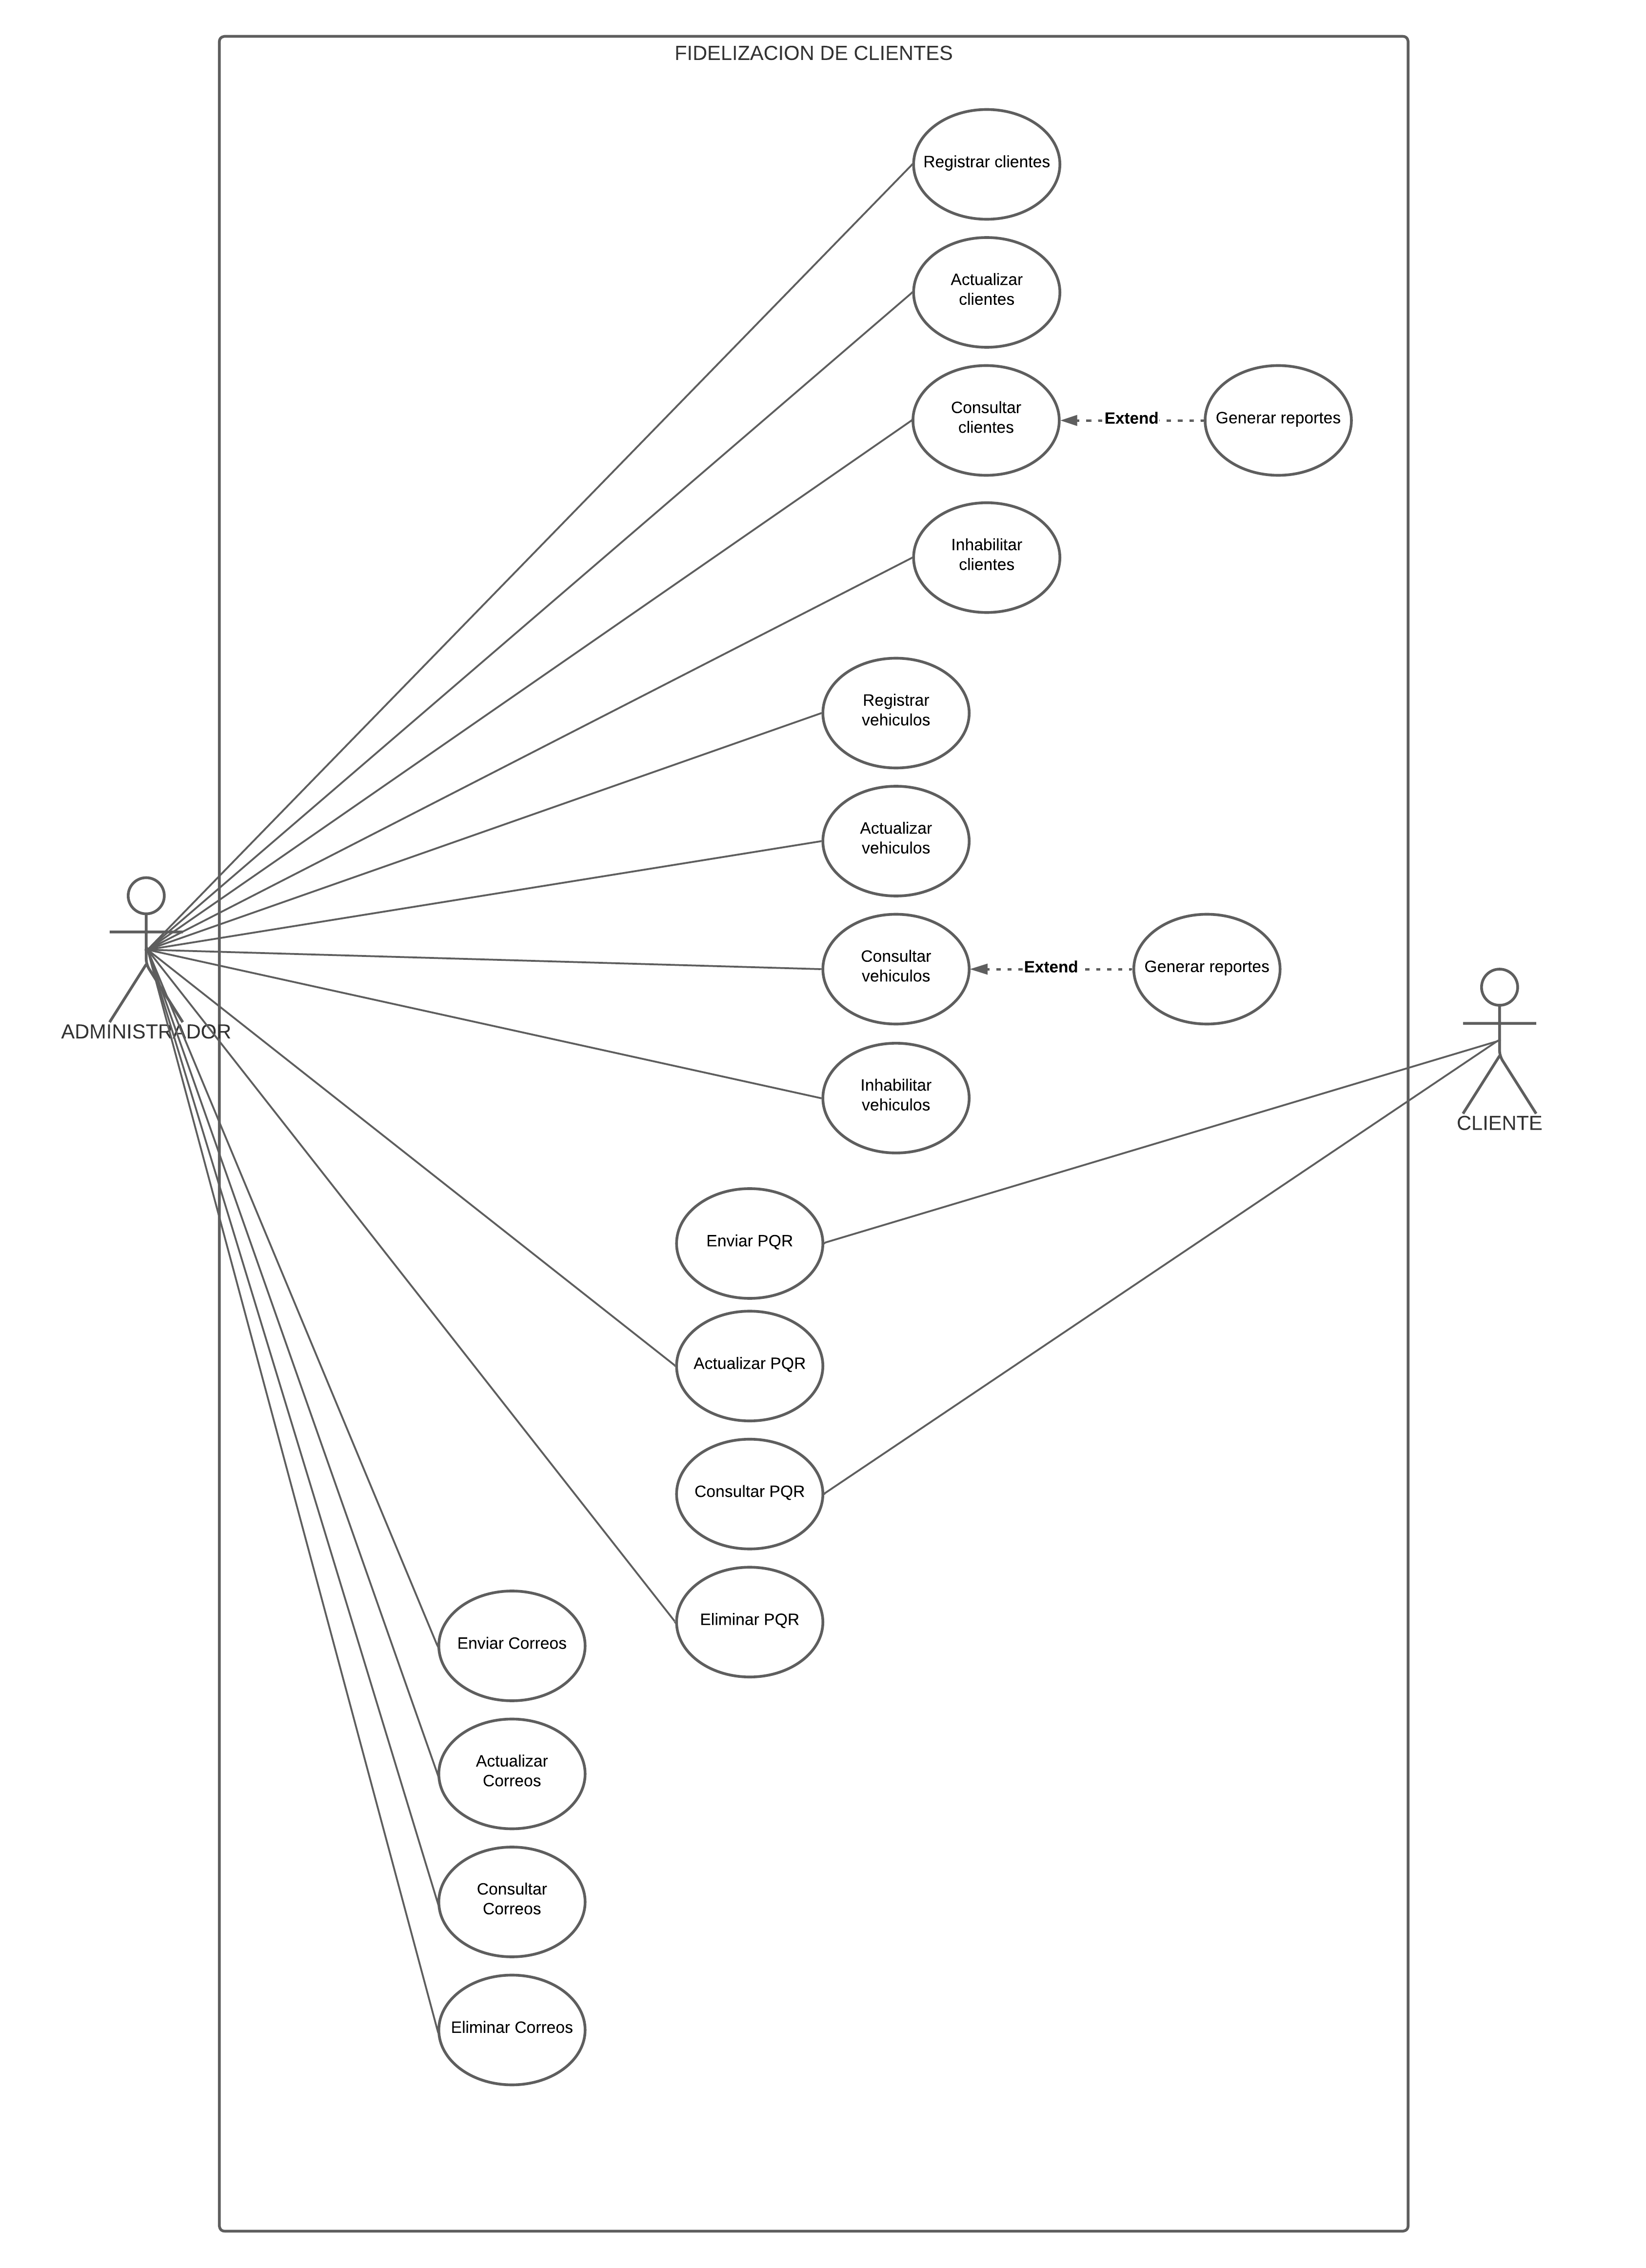 FIDELIZACION DE CLIENTES
Registrar clientes
Actualizar
clientes
Consultar
clientes
Extend
Generar reportes
Inhabilitar
clientes
Registrar
vehiculos
Actualizar
vehiculos
Consultar
vehiculos
Extend
Generar reportes
ADMINISTRADOR
Inhabilitar
vehiculos
CLIENTE
Enviar PQR
Actualizar PQR
Consultar PQR
Eliminar PQR
Enviar Correos
Actualizar
Correos
Consultar
Correos
Eliminar Correos